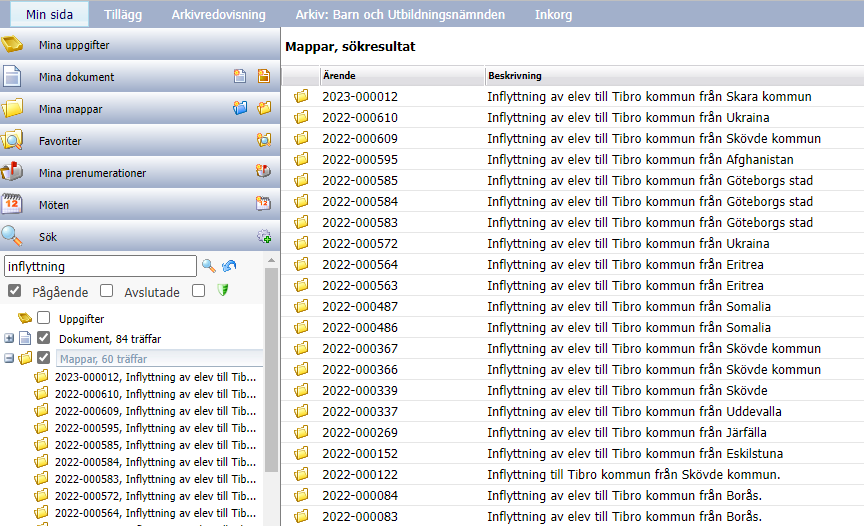 Min sida Tillägg Arkivredovisning Arkiv: Barn och Utbildningsnämnden Inkorg
Mina uppgifter
Mina dokument
Mina mappar
Favoriter
Mina prenumerationer
12 Möten 12
Sök
inflyttning
Pågående Avslutade
Uppgifter
Dokument, 84 träffar
Mappar, 60 träffar
2023-000012, Inflyttning av elev till Tib...
2022-000610, Inflyttning av elev till Tib...
2022-000609, Inflyttning av elev till Tib...
2022-000595, Inflyttning av elev till Tib...
2022-000585, Inflyttning av elev till Tib...
2022-000584, Inflyttning av elev till Tib...
2022-000583, Inflyttning av elev till Tib...
2022-000572, Inflyttning av elev till Tib...
2022-000564, Inflyttning av elev till Tib...
Mappar, sökresultat
Ärende Beskrivning
2023-000012 Inflyttning av elev till Tibro kommun från Skara kommun
2022-000610 Inflyttning av elev till Tibro kommun från Ukraina
2022-000609 Inflyttning av elev till Tibro kommun från Skövde kommun
2022-000595 Inflyttning av elev till Tibro kommun från Afghanistan
2022-000585 Inflyttning av elev till Tibro kommun från Göteborgs stad
2022-000584 Inflyttning av elev till Tibro kommun från Göteborgs stad
2022-000583 Inflyttning av elev till Tibro kommun från Göteborgs stad
2022-000572 Inflyttning av elev till Tibro kommun från Ukraina
2022-000564 Inflyttning av elev till Tibro kommun från Eritrea
2022-000563 Inflyttning av elev till Tibro kommun från Eritrea
2022-000487 Inflyttning av elev till Tibro kommun från Somalia
2022-000486 Inflyttning av elev till Tibro kommun från Somalia
2022-000367 Inflyttning av elev till Tibro kommun från Skövde kommun
2022-000366 Inflyttning av elev till Tibro kommun från Skövde kommun
2022-000339 Inflyttning av elev till Tibro kommun från Skövde
2022-000337 Inflyttning av elev till Tibro kommun från Uddevalla
2022-000269 Inflyttning av elev till Tibro kommun från Järfälla
2022-000152 Inflyttning av elev till Tibro kommun från Eskilstuna
2022-000122 Inflyttning till Tibro kommun från Skövde kommun.
2022-000084 Inflyttning av elev till Tibro kommun från Borås.
2022-000083 Inflyttning av elev till Tibro kommun från Borås.